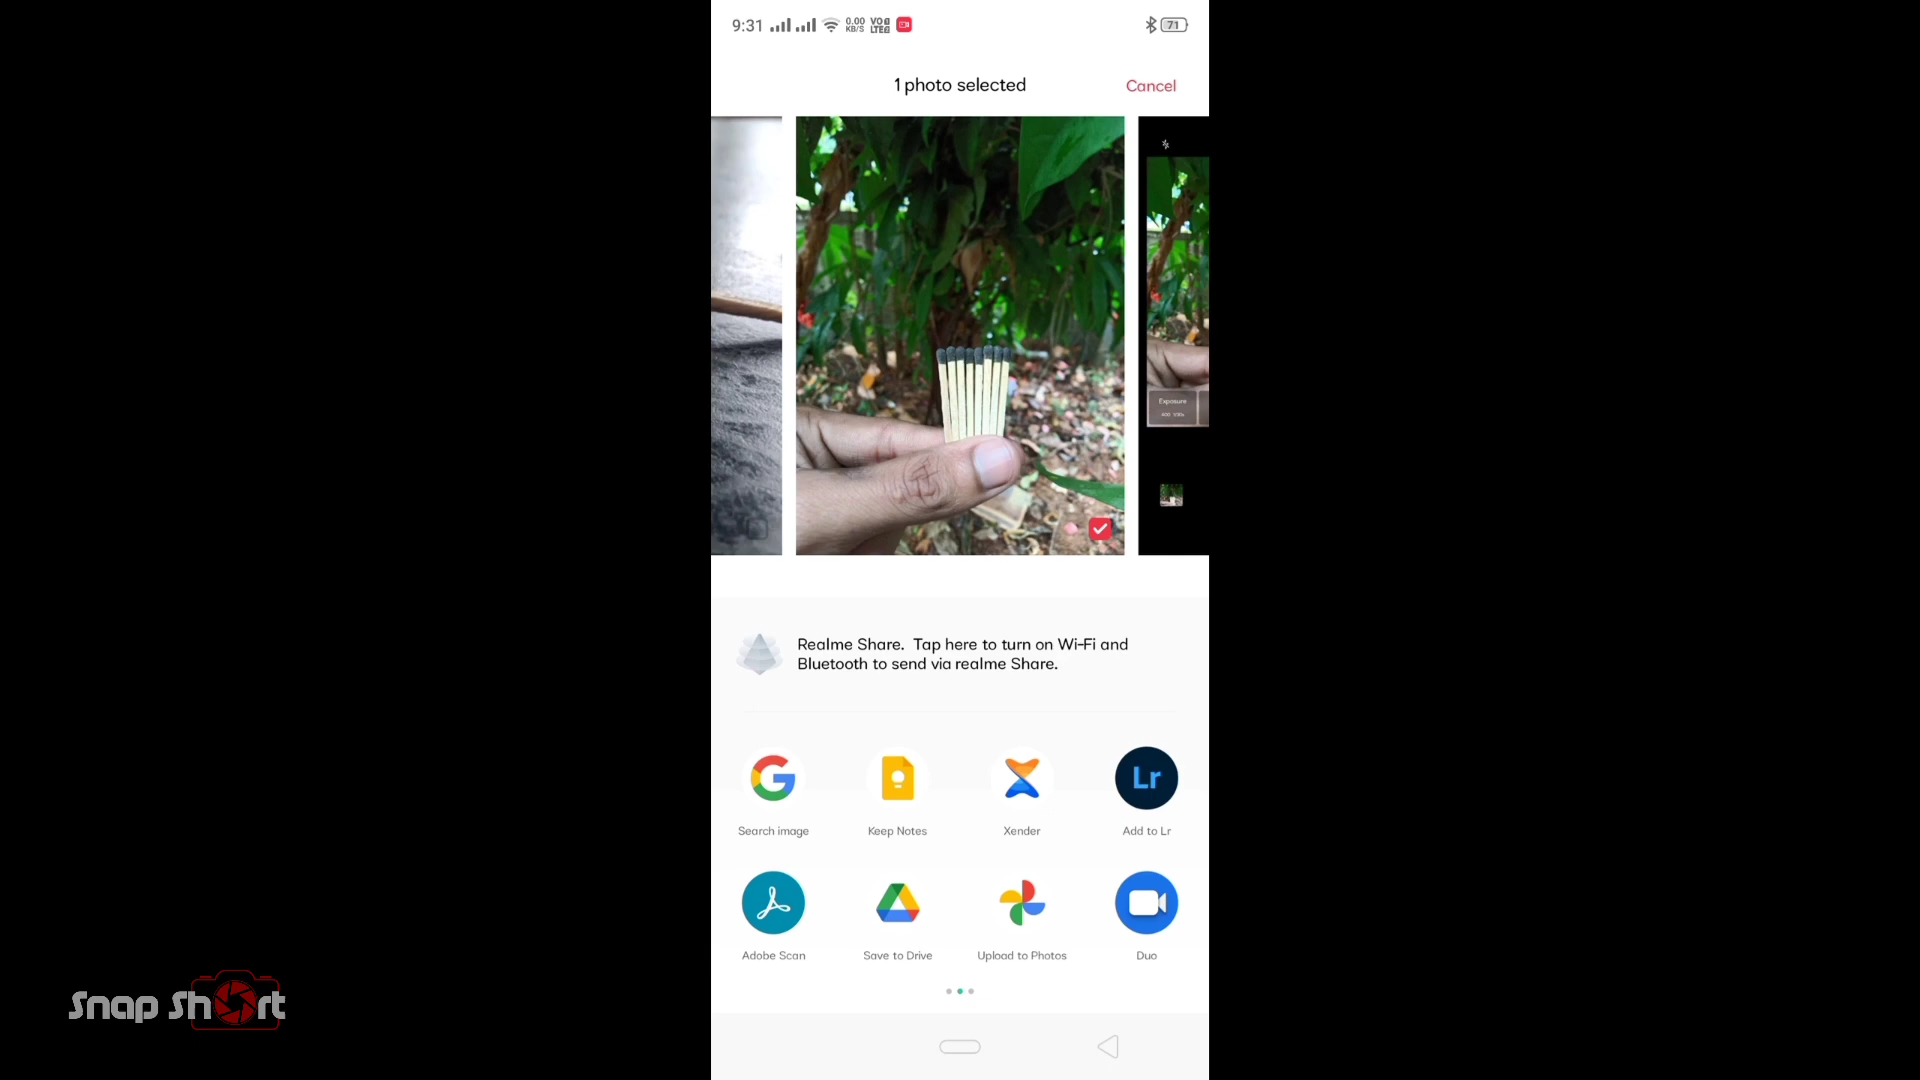 9:31 0.00 KB/S VO LTE 71
1 photo selected
Cancel
Exposure
Realme Share. Tap here to turn on Wi-Fi and
Bluetooth to send via realme Share.
Lr
Search image
Keep Notes
Xender
Add to Lr
Adobe Scan
Save to Drive
Upload to Photos
Duo
Snap Short